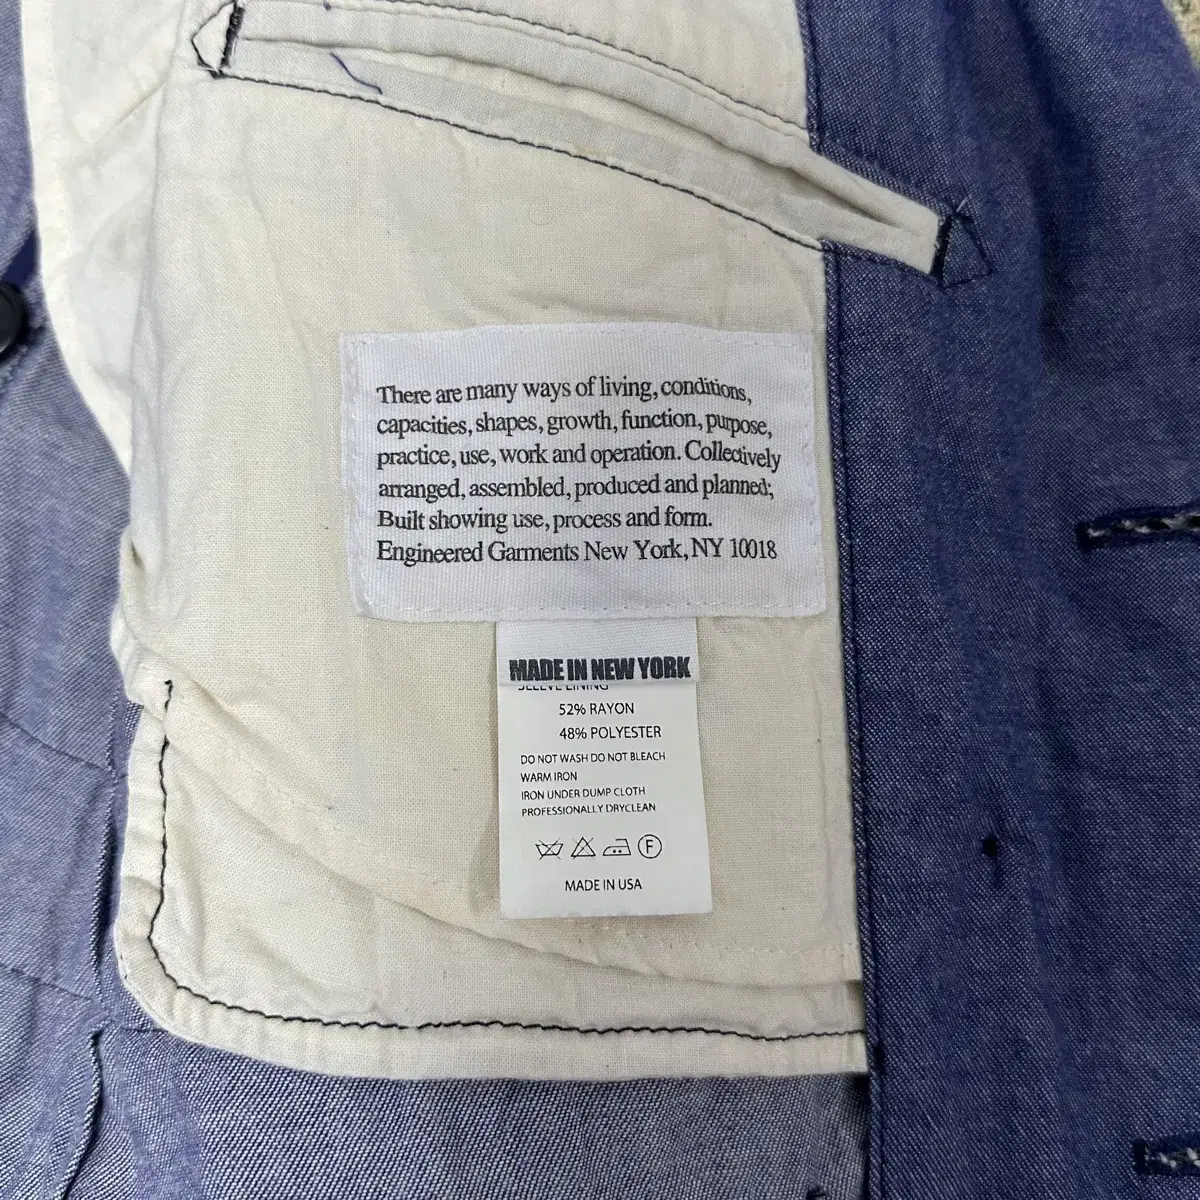 There are many ways of living, conditions,
capacities, shapes, growth, function, purpose,
practice, use, work and operation. Collectively
arranged, assembled, produced and planned;
Built showing use, process and form.
Engineered Garments New York, NY 10018
MADE IN NEW YORK
SLEEVE LINING
52% RAYON
48% POLYESTER
DO NOT WASH DO NOT BLEACH
WARM IRON
IRON UNDER DUMP CLOTH
PROFESSIONALLY DRYCLEAN
F
MADE IN USA